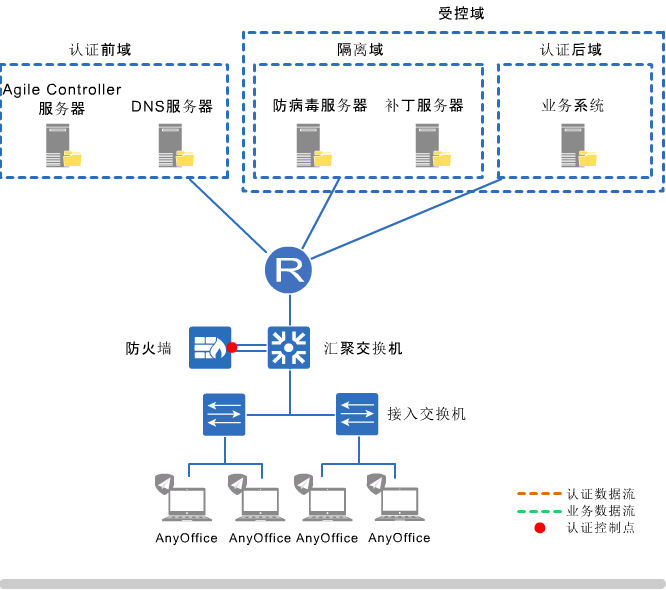 受控域
认证前域
隔离域
认证后域
Agile Controller
服务器
DNS服务器
防病毒服务器
补丁服务器
业务系统
R
防火墙
汇聚交换机
接入交换机
AnyOffice
AnyOffice
AnyOffice
AnyOffice
认证数据流
业务数据流
认证控制点